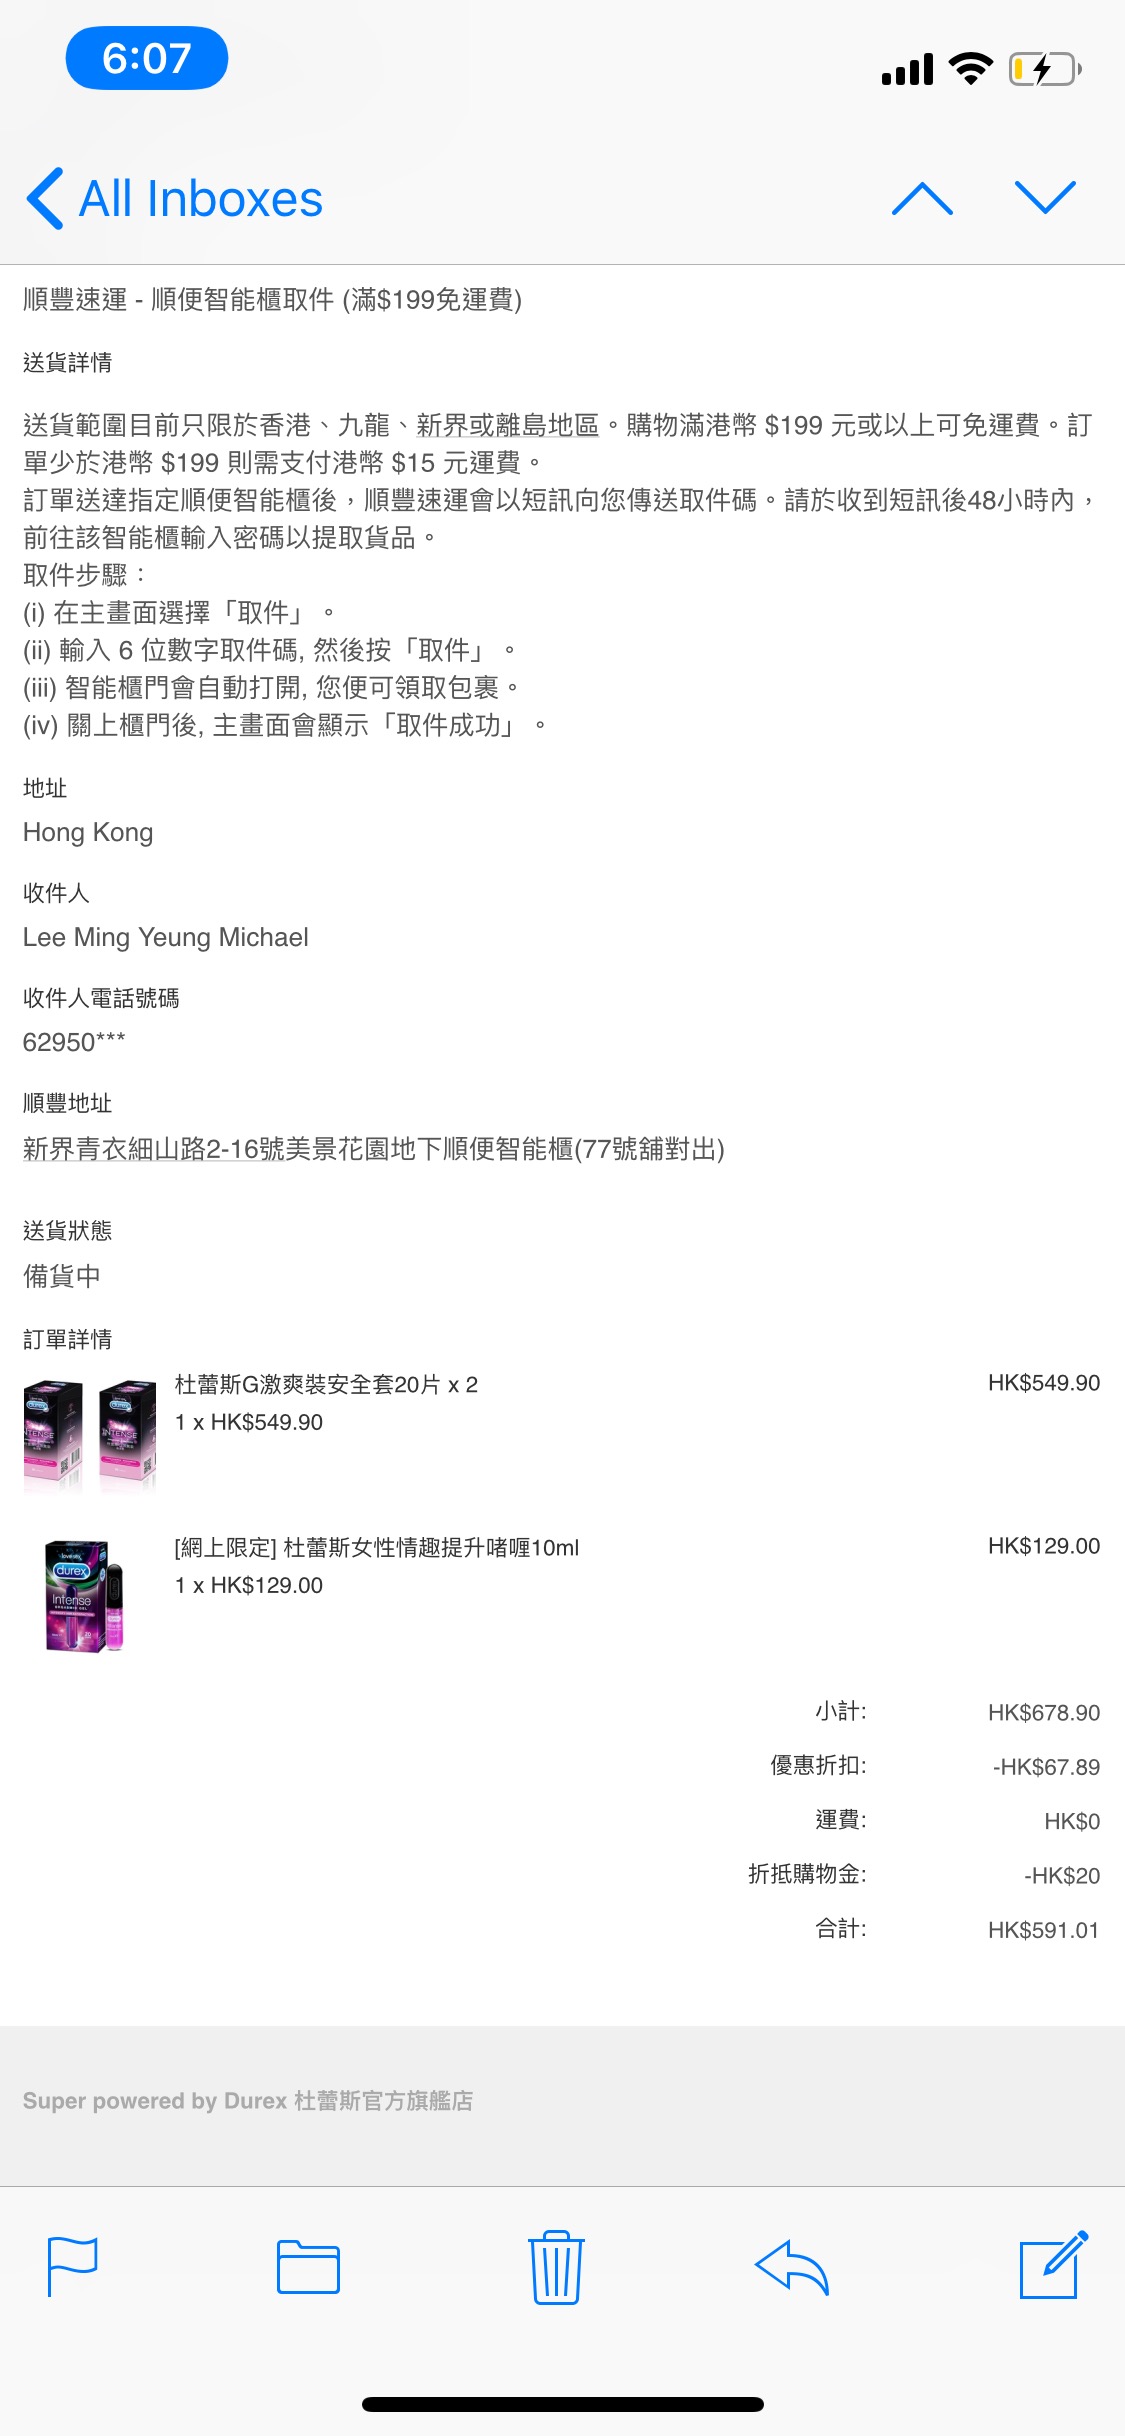 6:07
All Inboxes
順豐速運 - 順便智能櫃取件 (滿$199免運費)
送貨詳情
送貨範圍目前只限於香港、九龍、新界或離島地區。購物滿港幣 $199 元或以上可免運費。訂
單少於港幣 $199 則需支付港幣 $15 元運費。
訂單送達指定順便智能櫃後，順豐速運會以短訊向您傳送取件碼。請於收到短訊後48小時內，
前往該智能櫃輸入密碼以提取貨品。
取件步驟：
(i) 在主畫面選擇「取件」。
(ii) 輸入 6 位數字取件碼, 然後按「取件」。
(iii) 智能櫃門會自動打開, 您便可領取包裹。
(iv) 關上櫃門後, 主畫面會顯示「取件成功」。
地址
Hong Kong
收件人
Lee Ming Yeung Michael
收件人電話號碼
62950***
順豐地址
新界青衣細山路2-16號美景花園地下順便智能櫃(77號舖對出)
送貨狀態
備貨中
訂單詳情
杜蕾斯G激爽裝安全套20片 x 2 HK$549.90
1 x HK$549.90
durex durex
INTENSE INTENSE
[網上限定] 杜蕾斯女性情趣提升啫喱10ml HK$129.00
1 x HK$129.00
durex
Intense
小計: HK$678.90
優惠折扣: -HK$67.89
運費: HK$0
折抵購物金: -HK$20
合計: HK$591.01
Super powered by Durex 杜蕾斯官方旗艦店